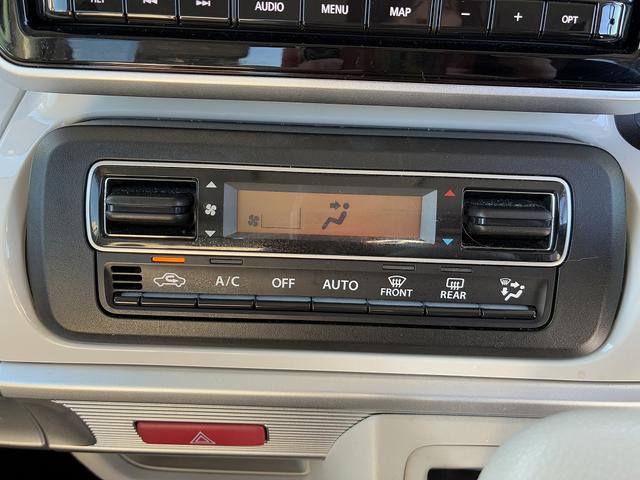 AUDIO MENU MAP − + OPT
A/C OFF AUTO FRONT REAR